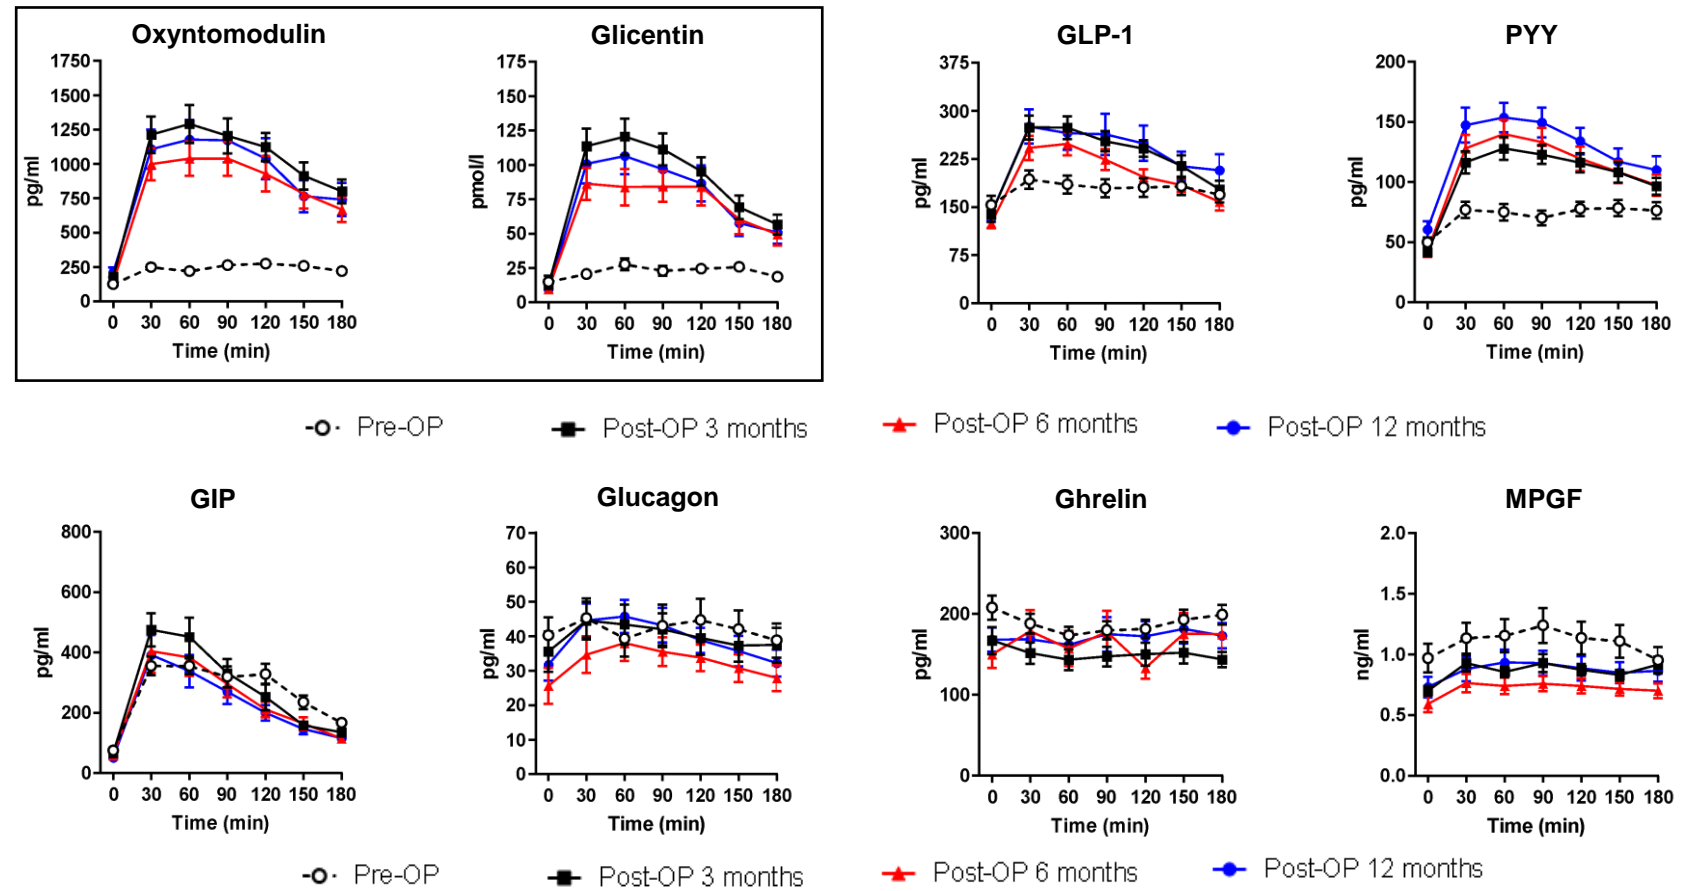 Oxyntomodulin
1750
1500
1250
1000
750
500
250
0
pg/ml
0 30 60 90 120 150 180
Time (min)
Glicentin
175
150
125
100
75
50
25
0
pmol/l
0 30 60 90 120 150 180
Time (min)
GLP-1
375
300
225
150
75
0
pg/ml
0 30 60 90 120 150 180
Time (min)
PYY
200
150
100
50
0
pg/ml
0 30 60 90 120 150 180
Time (min)
Pre-OP Post-OP 3 months Post-OP 6 months Post-OP 12 months
GIP
800
600
400
200
0
pg/ml
0 30 60 90 120 150 180
Time (min)
Glucagon
70
60
50
40
30
20
10
0
pg/ml
0 30 60 90 120 150 180
Time (min)
Ghrelin
300
200
100
0
pg/ml
0 30 60 90 120 150 180
Time (min)
MPGF
2.0
1.5
1.0
0.5
0.0
ng/ml
0 30 60 90 120 150 180
Time (min)
Pre-OP Post-OP 3 months Post-OP 6 months Post-OP 12 months